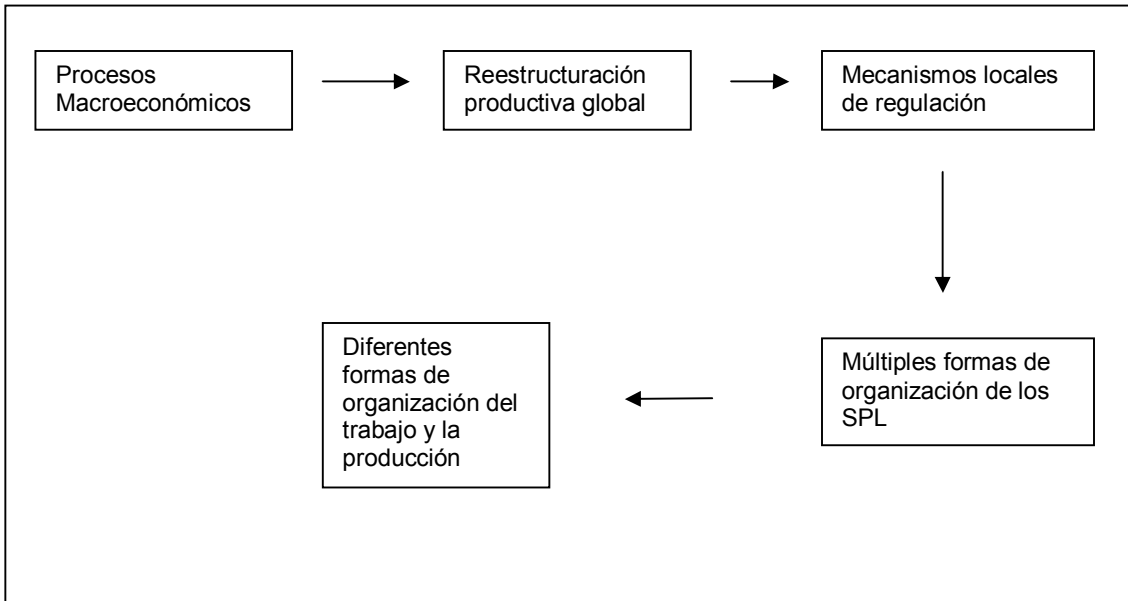 Procesos
Macroeconómicos
Reestructuración
productiva global
Mecanismos locales
de regulación
Múltiples formas de
organización de los
SPL
Diferentes
formas de
organización del
trabajo y la
producción